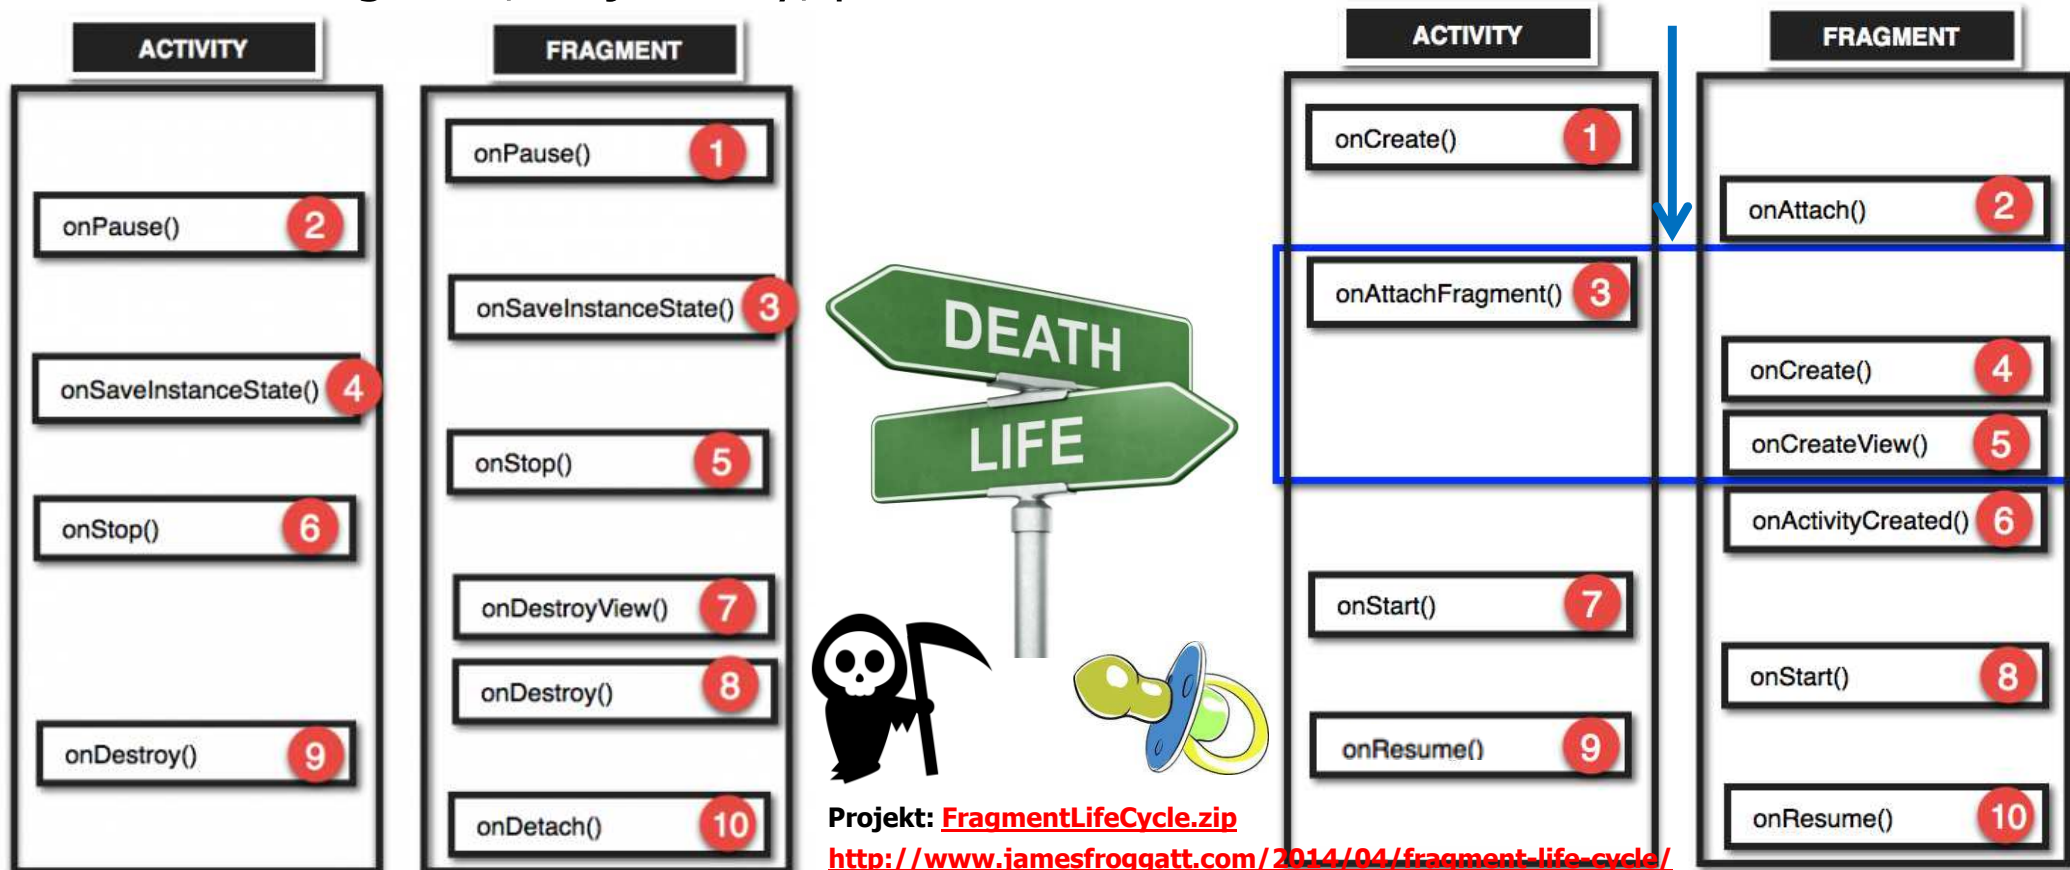 ACTIVITY
FRAGMENT
onPause() 1
onPause() 2
onSaveInstanceState() 3
onSaveInstanceState() 4
onStop() 5
onStop() 6
onDestroyView() 7
onDestroy() 8
onDestroy() 9
onDetach() 10
DEATH
LIFE
Projekt: FragmentLifeCycle.zip
http://www.jamesfroggatt.com/2014/04/fragment-life-cycle/
ACTIVITY
FRAGMENT
onCreate() 1
onAttach() 2
onAttachFragment() 3
onCreate() 4
onCreateView() 5
onActivityCreated() 6
onStart() 7
onStart() 8
onResume() 9
onResume() 10